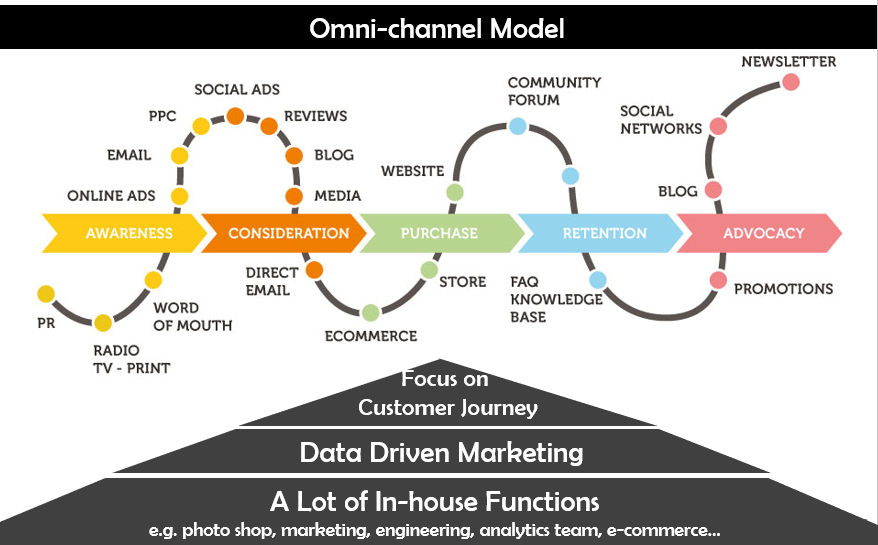 Omni-channel Model
NEWSLETTER
SOCIAL ADS
COMMUNITY
FORUM
PPC
REVIEWS
SOCIAL
NETWORKS
EMAIL
BLOG
WEBSITE
ONLINE ADS
MEDIA
BLOG
AWARENESS
CONSIDERATION
PURCHASE
RETENTION
ADVOCACY
DIRECT
EMAIL
STORE
FAQ
KNOWLEDGE
BASE
PROMOTIONS
PR
WORD
OF MOUTH
ECOMMERCE
RADIO
TV - PRINT
Focus on
Customer Journey
Data Driven Marketing
A Lot of In-house Functions
e.g. photo shop, marketing, engineering, analytics team, e-commerce...